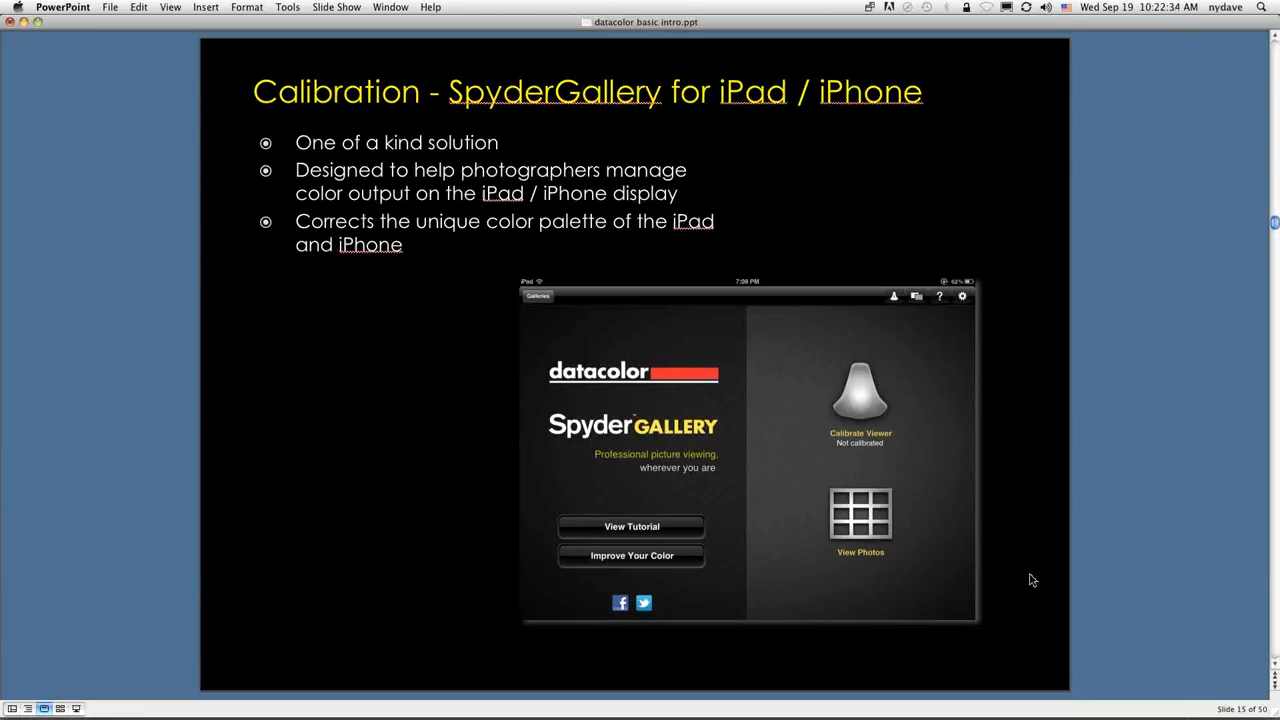 PowerPoint File Edit View Insert Format Tools Slide Show Window Help Wed Sep 19 10:22:34 AM nydave
datacolor basic intro.ppt
Calibration - SpyderGallery for iPad / iPhone
One of a kind solution
Designed to help photographers manage
color output on the iPad / iPhone display
Corrects the unique color palette of the iPad
and iPhone
iPad 7:09 PM 62%
Galleries ?
datacolor
SpyderGALLERY
Professional picture viewing.
wherever you are
Calibrate Viewer
Not calibrated
View Tutorial
Improve Your Color
View Photos
Slide 15 of 50